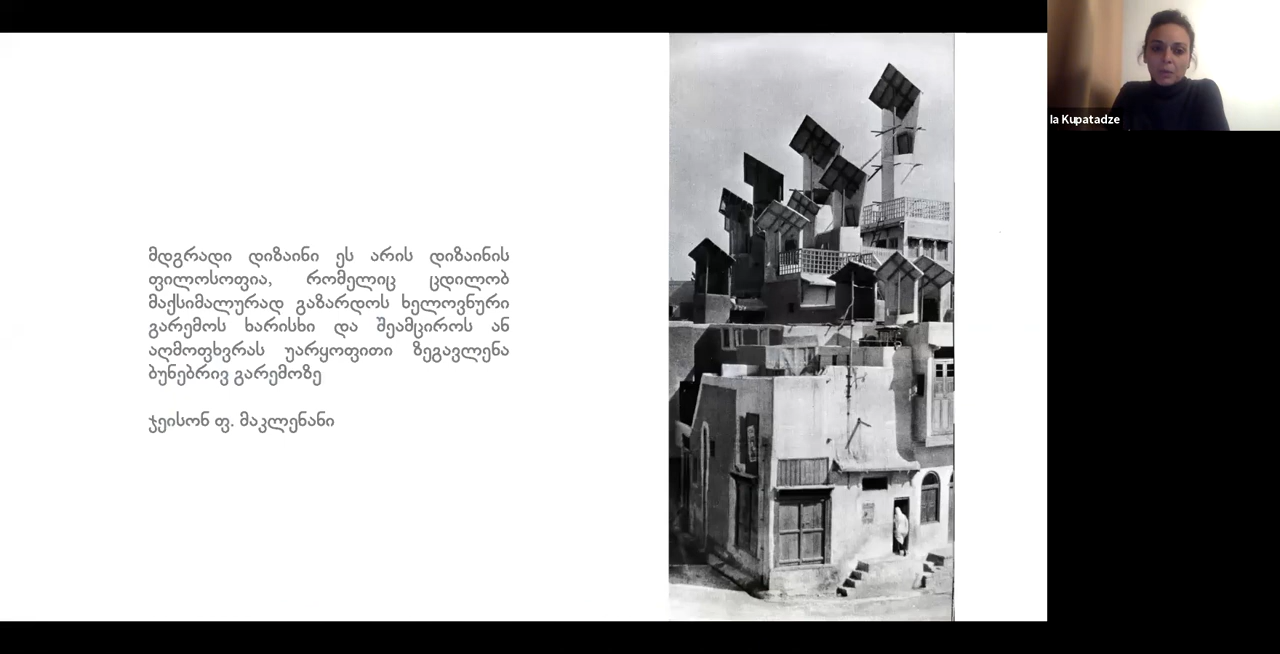 მდგრადი დიზაინი ეს არის დიზაინის
ფილოსოფია, რომელიც ცდილობ
მაქსიმალურად გაზარდოს ხელოვნური
გარემოს ხარისხი და შეამციროს ან
აღმოფხვრას უარყოფითი ზეგავლენა
ბუნებრივ გარემოზე
ჯეისონ ფ. მაკლენანი
Ia Kupatadze